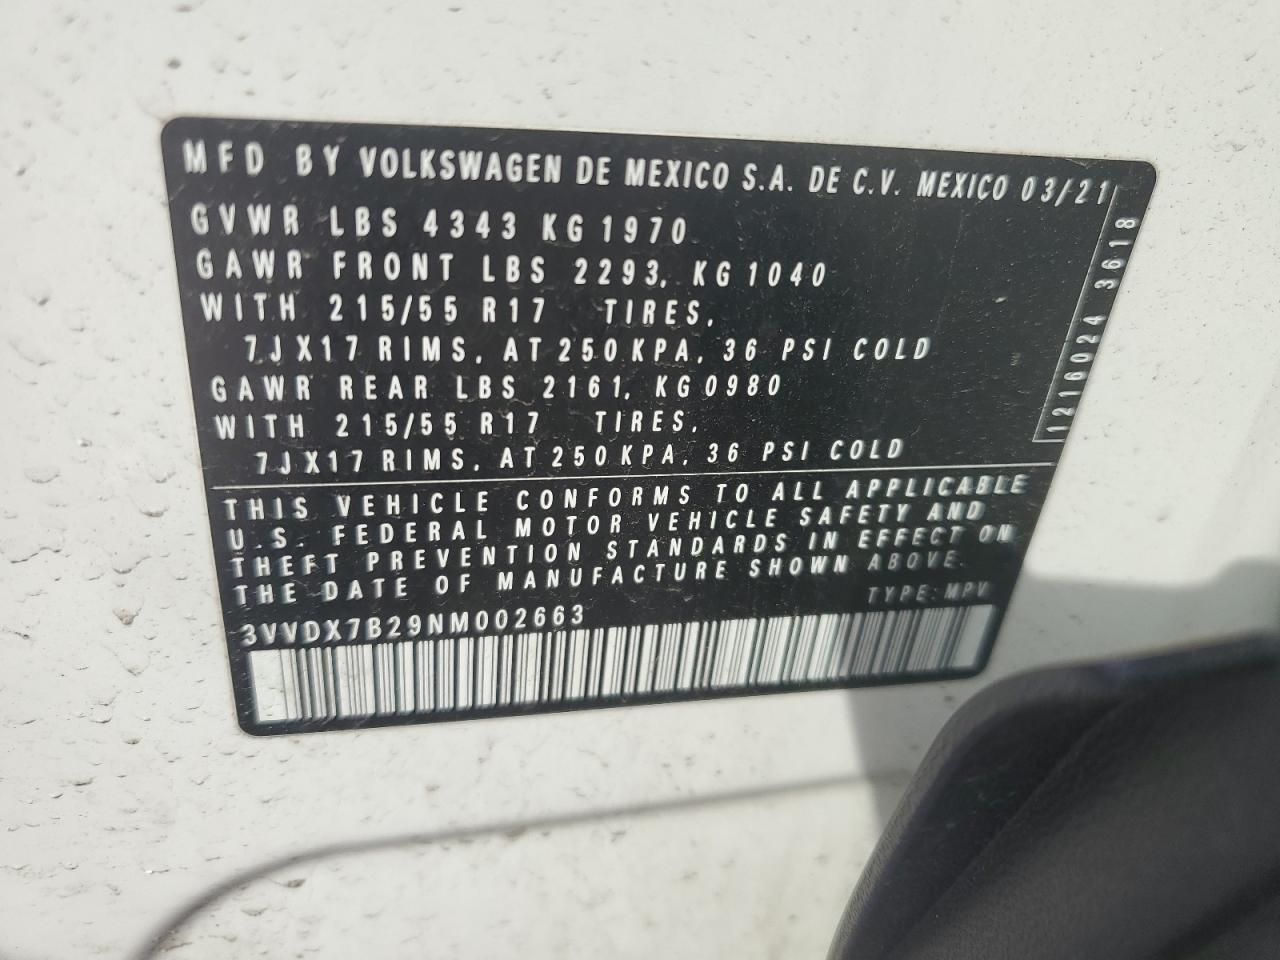 MFD BY VOLKSWAGEN DE MEXICO S.A. DE C.V. MEXICO 03/21
GVWR LBS 4343 KG 1970
GAWR FRONT LBS 2293, KG 1040
WITH 215/55 R17 TIRES,
7JX17 RIMS, AT 250 KPA, 36 PSI COLD
GAWR REAR LBS 2161, KG 0980
WITH 215/55 R17 TIRES,
7JX17 RIMS, AT 250 KPA, 36 PSI COLD
1216024 3618
THIS VEHICLE CONFORMS TO ALL APPLICABLE
U.S. FEDERAL MOTOR VEHICLE SAFETY AND
THEFT PREVENTION STANDARDS IN EFFECT ON
THE DATE OF MANUFACTURE SHOWN ABOVE.
TYPE: MPV
3VVDX7B29NM002663